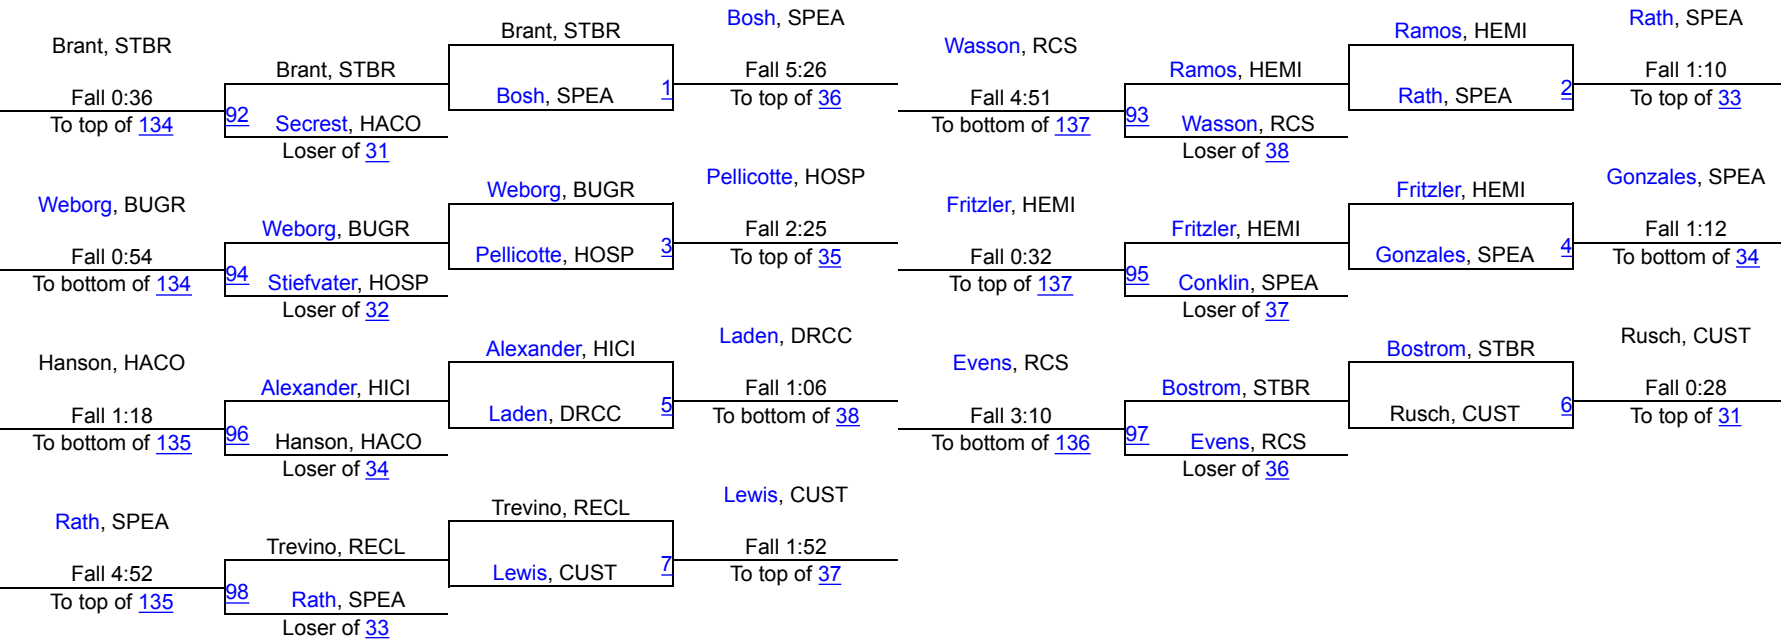 Brant, STBR
Fall 0:36
To top of 134
92
Brant, STBR
Secrest, HACO
Loser of 31
Brant, STBR
Bosh, SPEA
1
Bosh, SPEA
Fall 5:26
To top of 36
Wasson, RCS
Fall 4:51
To bottom of 137
93
Ramos, HEMI
Wasson, RCS
Loser of 38
Ramos, HEMI
Rath, SPEA
2
Rath, SPEA
Fall 1:10
To top of 33
Weborg, BUGR
Fall 0:54
To bottom of 134
94
Weborg, BUGR
Stiefvater, HOSP
Loser of 32
Weborg, BUGR
Pellicotte, HOSP
3
Pellicotte, HOSP
Fall 2:25
To top of 35
Fritzler, HEMI
Fall 0:32
To top of 137
95
Fritzler, HEMI
Conklin, SPEA
Loser of 37
Fritzler, HEMI
Gonzales, SPEA
4
Gonzales, SPEA
Fall 1:12
To bottom of 34
Hanson, HACO
Fall 1:18
To bottom of 135
96
Alexander, HICI
Hanson, HACO
Loser of 34
Alexander, HICI
Laden, DRCC
5
Laden, DRCC
Fall 1:06
To bottom of 38
Evens, RCS
Fall 3:10
To bottom of 136
97
Bostrom, STBR
Evens, RCS
Loser of 36
Bostrom, STBR
Rusch, CUST
6
Rusch, CUST
Fall 0:28
To top of 31
Rath, SPEA
Fall 4:52
To top of 135
98
Trevino, RECL
Rath, SPEA
Loser of 33
Trevino, RECL
Lewis, CUST
7
Lewis, CUST
Fall 1:52
To top of 37